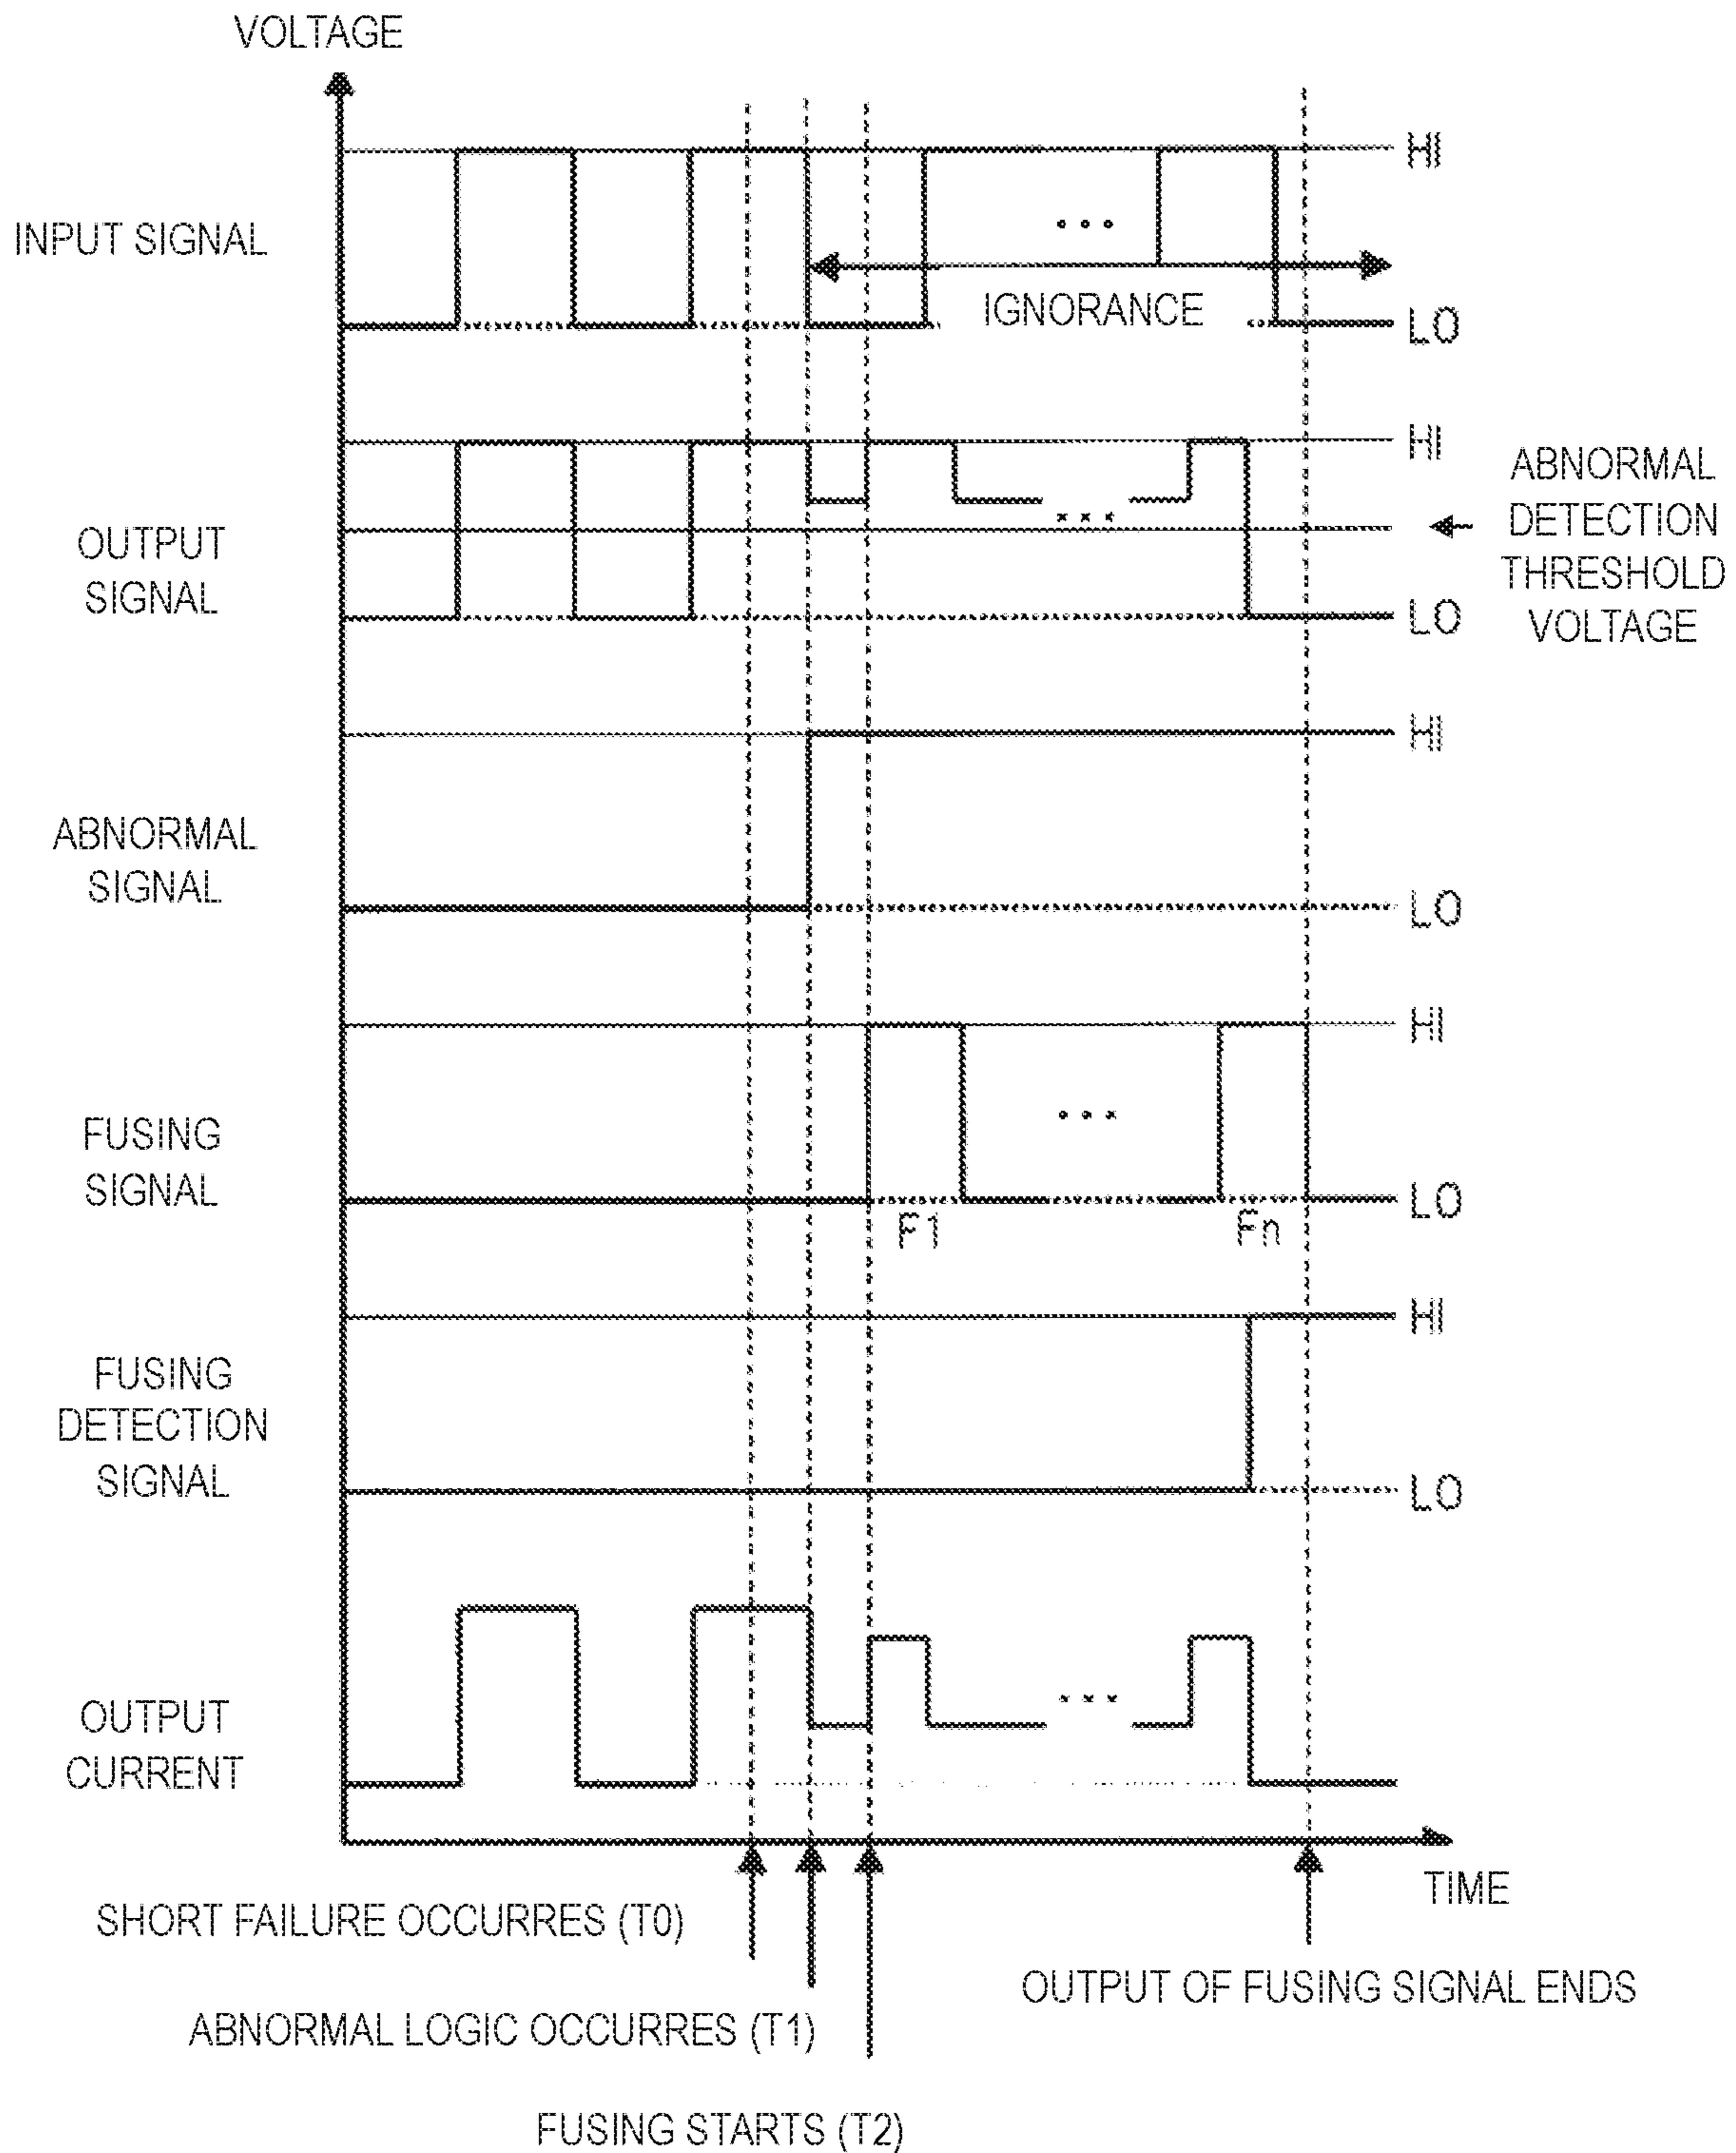 VOLTAGE
INPUT SIGNAL
HI
IGNORANCE
LO
OUTPUT
SIGNAL
HI
LO
ABNORMAL
DETECTION
THRESHOLD
VOLTAGE
ABNORMAL
SIGNAL
HI
LO
FUSING
SIGNAL
HI
LO
F1
Fn
FUSING
DETECTION
SIGNAL
HI
LO
OUTPUT
CURRENT
TIME
SHORT FAILURE OCCURRES (T0)
OUTPUT OF FUSING SIGNAL ENDS
ABNORMAL LOGIC OCCURRES (T1)
FUSING STARTS (T2)